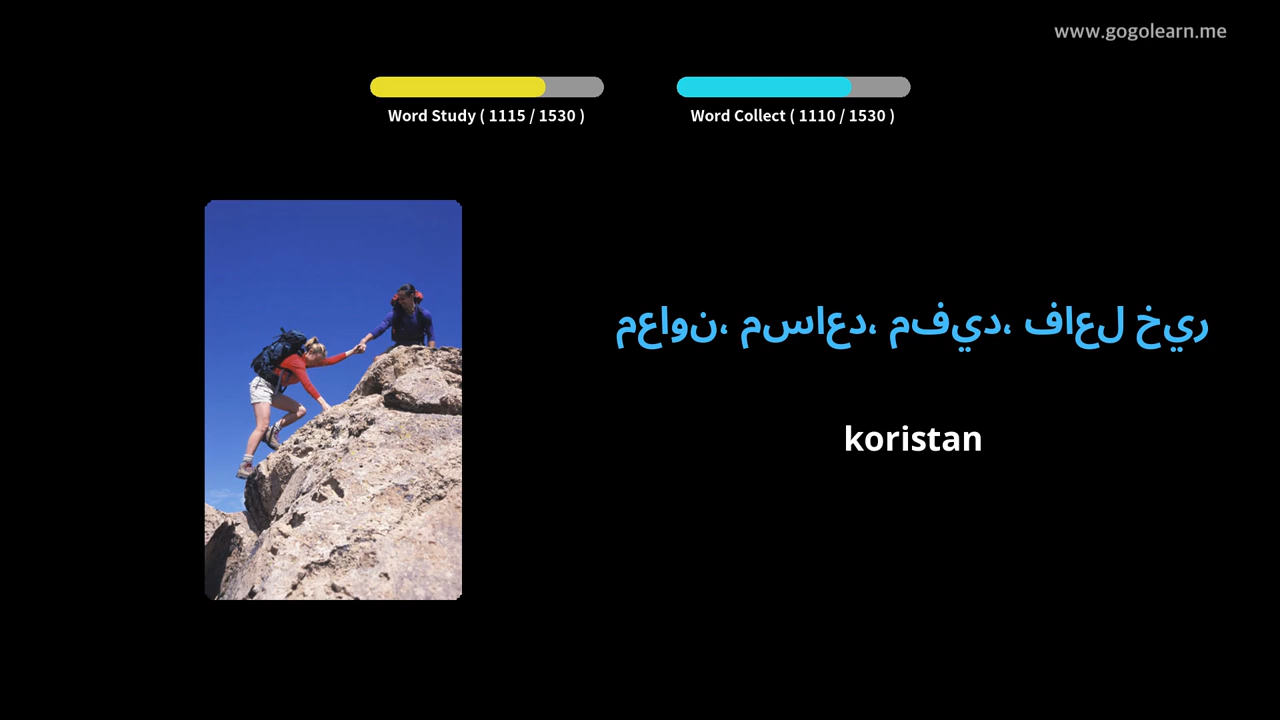 www.gogolearn.me
Word Study ( 1115 / 1530 )
Word Collect ( 1110 / 1530 )
معاون، مساعد، مفيد، فاعل خير
koristan